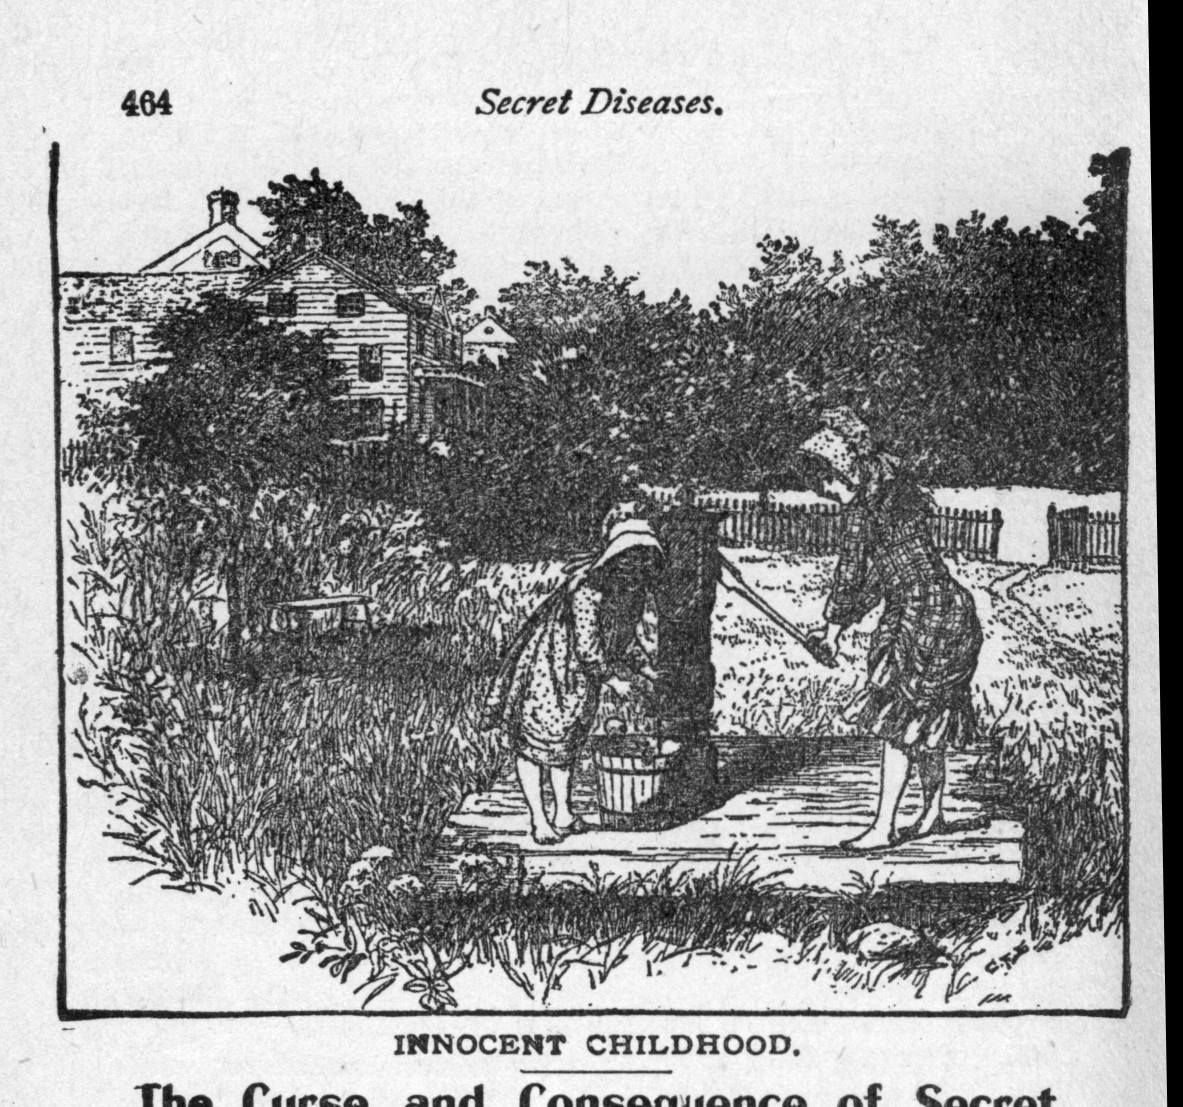 464
Secret Diseases.
INNOCENT CHILDHOOD.
The Curse and Consequence of Secret